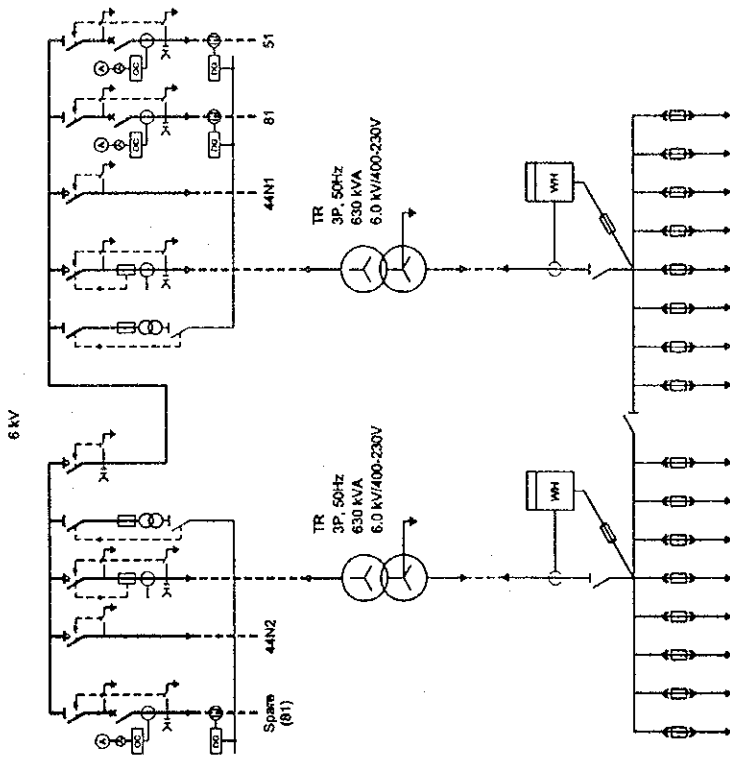 6 kV
A
OC
A
OC
A
OC
Spare
(81)
44N2
44N1
81
51
TR
3P, 50Hz
630 kVA
6.0 kV/400-230V
TR
3P, 50Hz
630 kVA
6.0 kV/400-230V
WH
WH